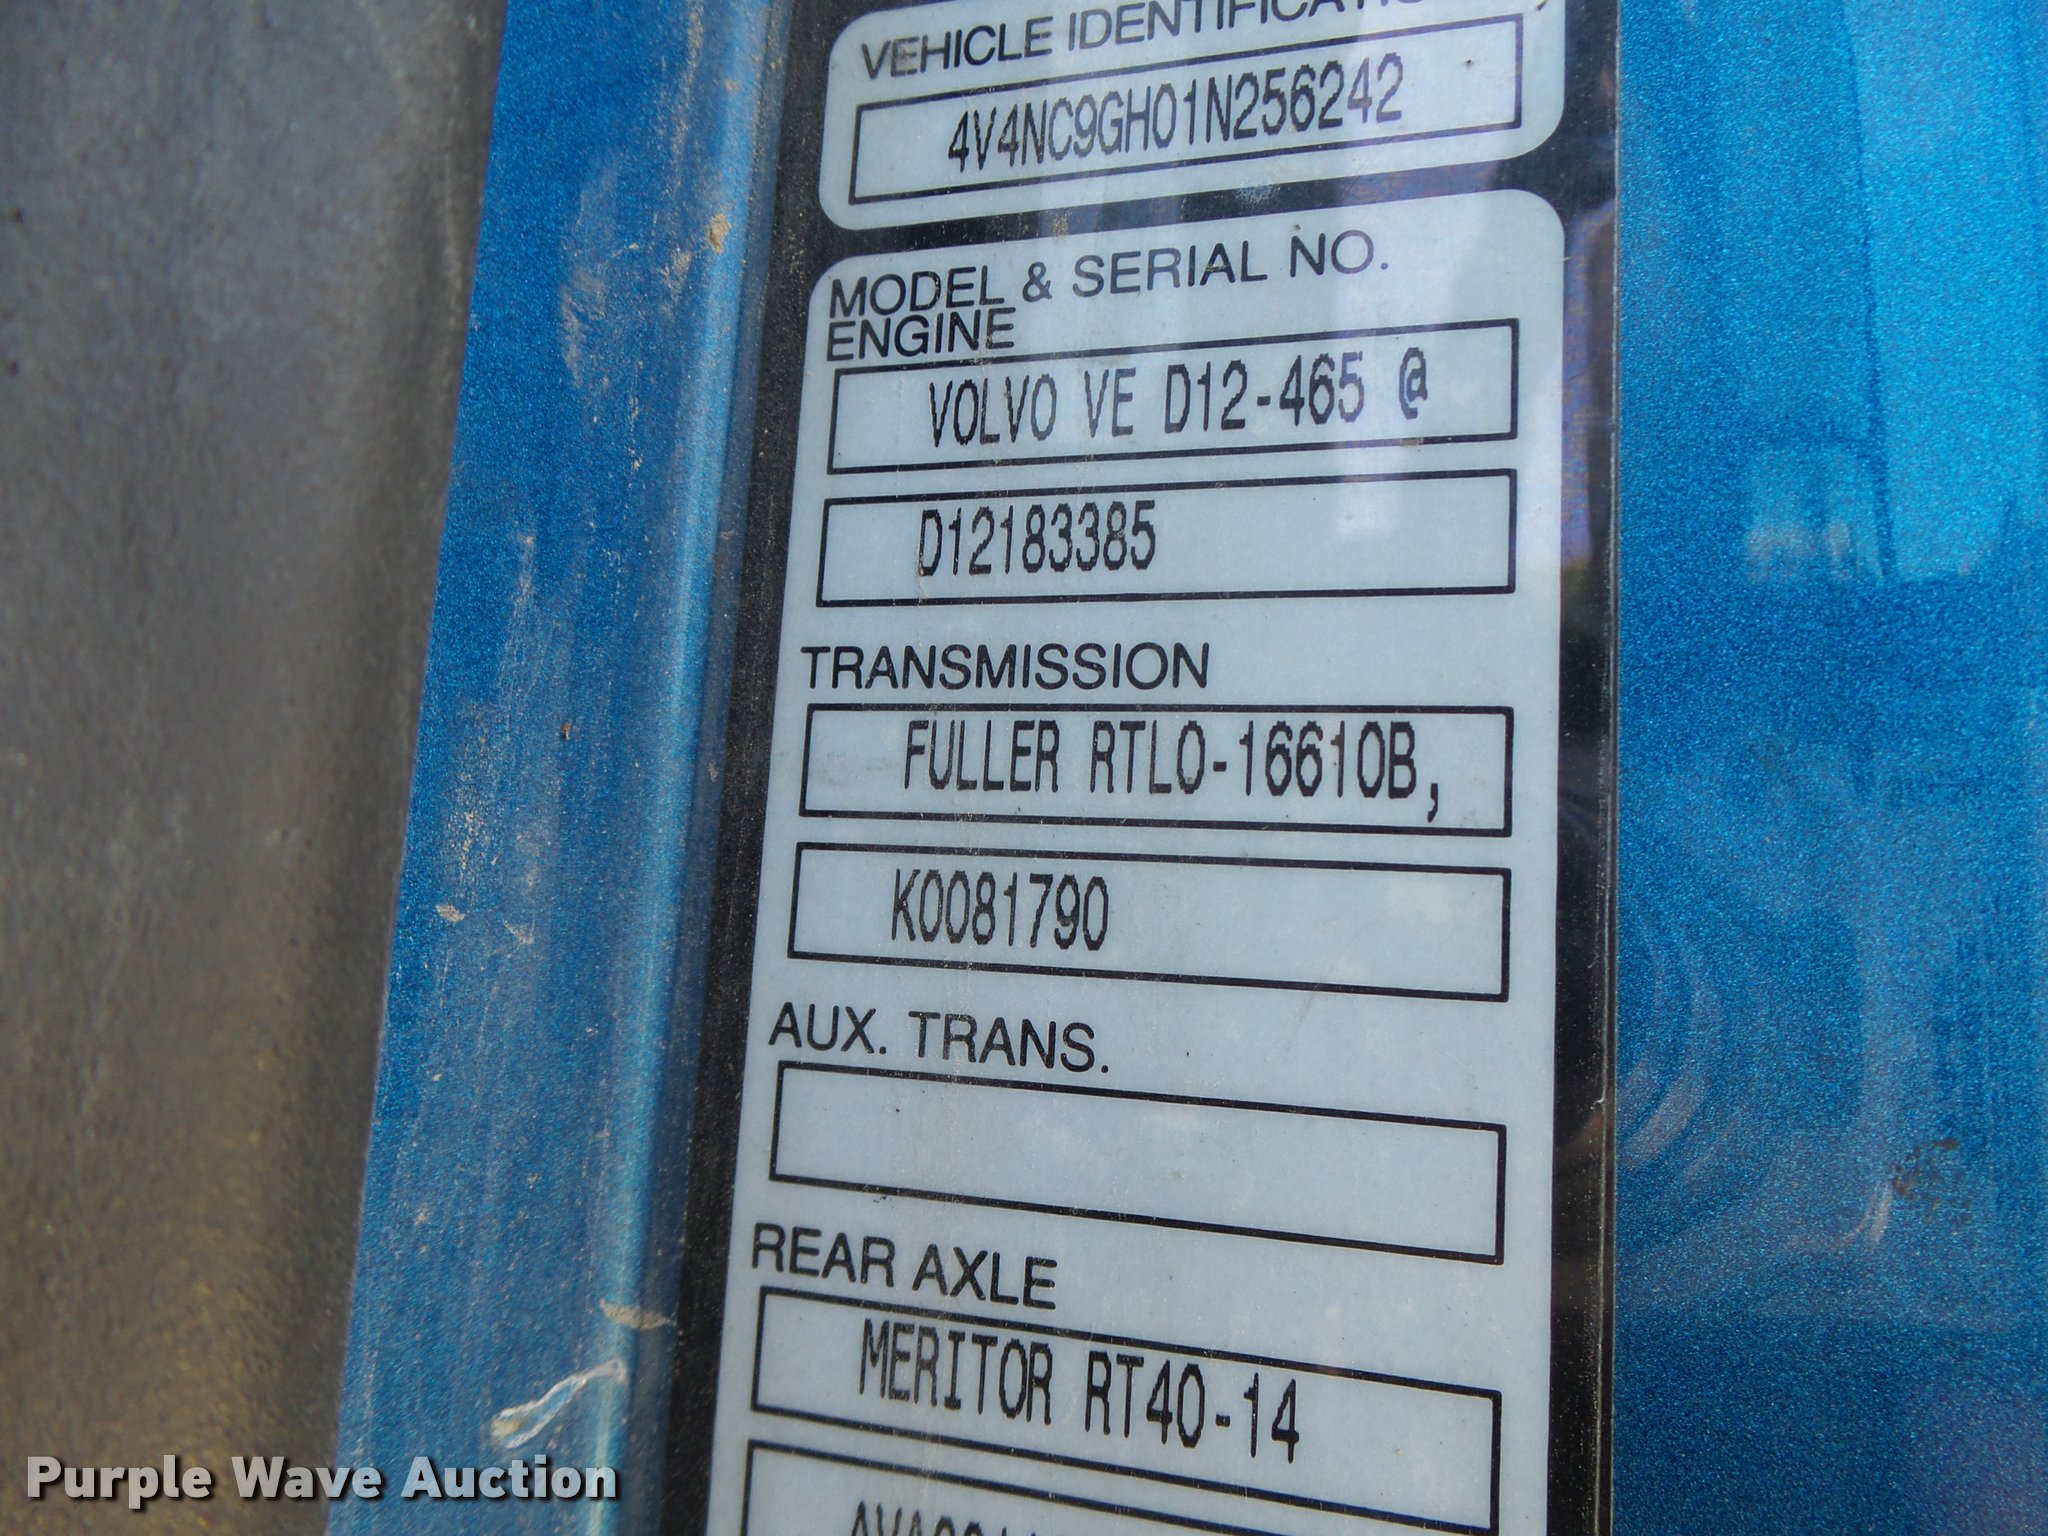 VEHICLE IDENTIFICATION
4V4NC9GH01N256242
MODEL & SERIAL NO.
ENGINE
VOLVO VE D12-465 @
D12183385
TRANSMISSION
FULLER RTLO-16610B,
K0081790
AUX. TRANS.
REAR AXLE
MERITOR RT40-14
Purple Wave Auction